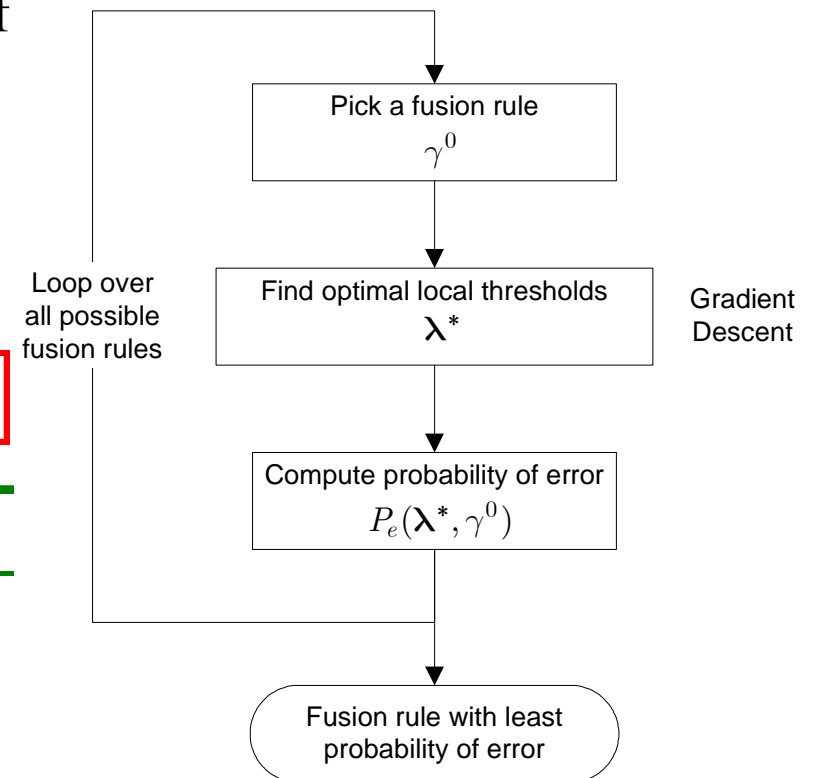 f
Pick a fusion rule
γ⁰
Loop over
all possible
fusion rules
Find optimal local thresholds
λ*
Gradient
Descent
Compute probability of error
Pₑ(λ*, γ⁰)
Fusion rule with least
probability of error